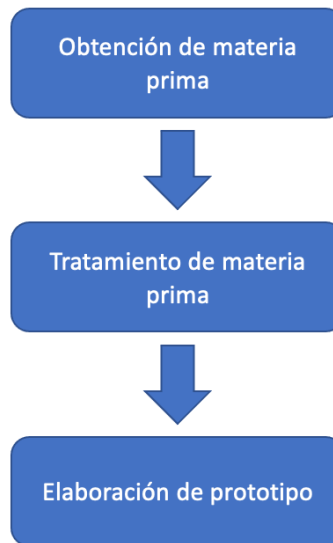 Obtención de materia
prima
Tratamiento de materia
prima
Elaboración de prototipo